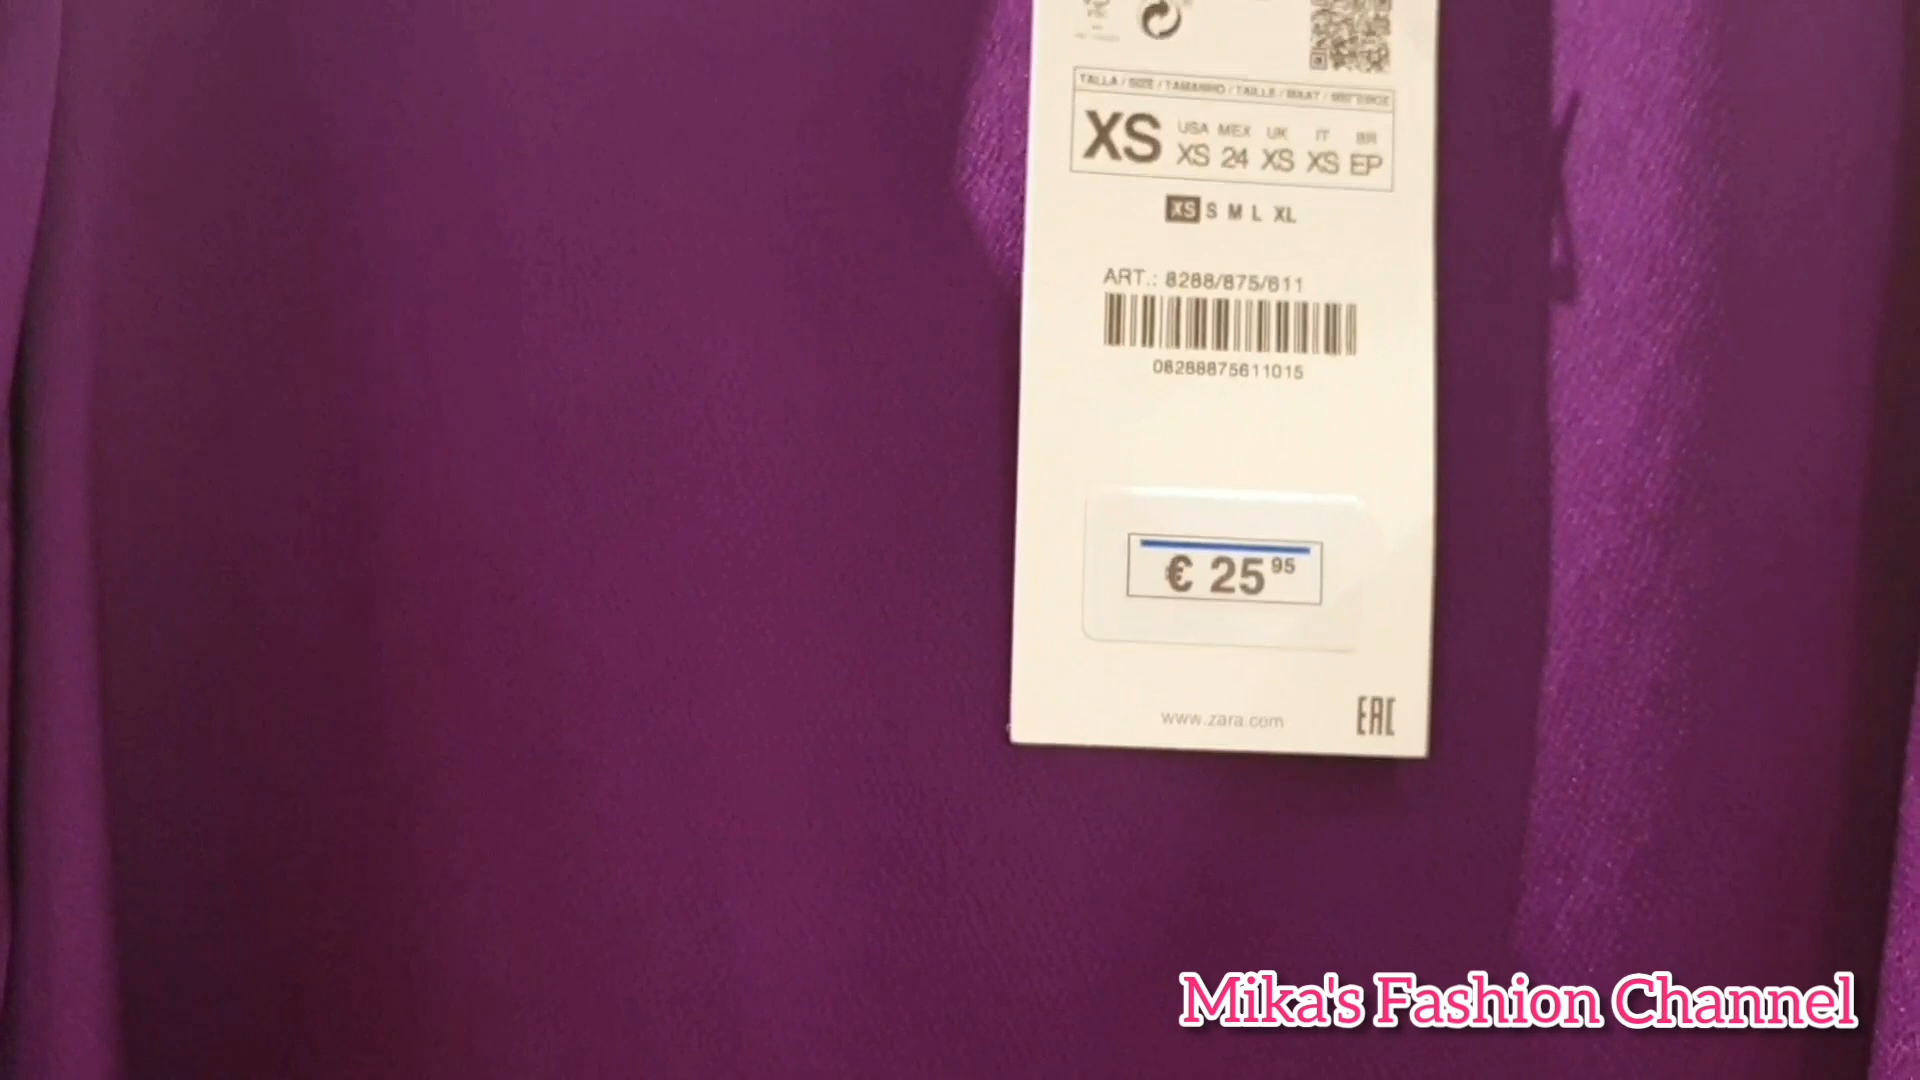 TALLA / SIZE / TAMANHO / TAILLE / MAAT /
XS USA MEX UK IT BR
XS 24 XS XS EP
XS S M L XL
ART.: 8288/875/611
08288875611015
€ 25 95
www.zara.com
EAC
Mika's Fashion Channel